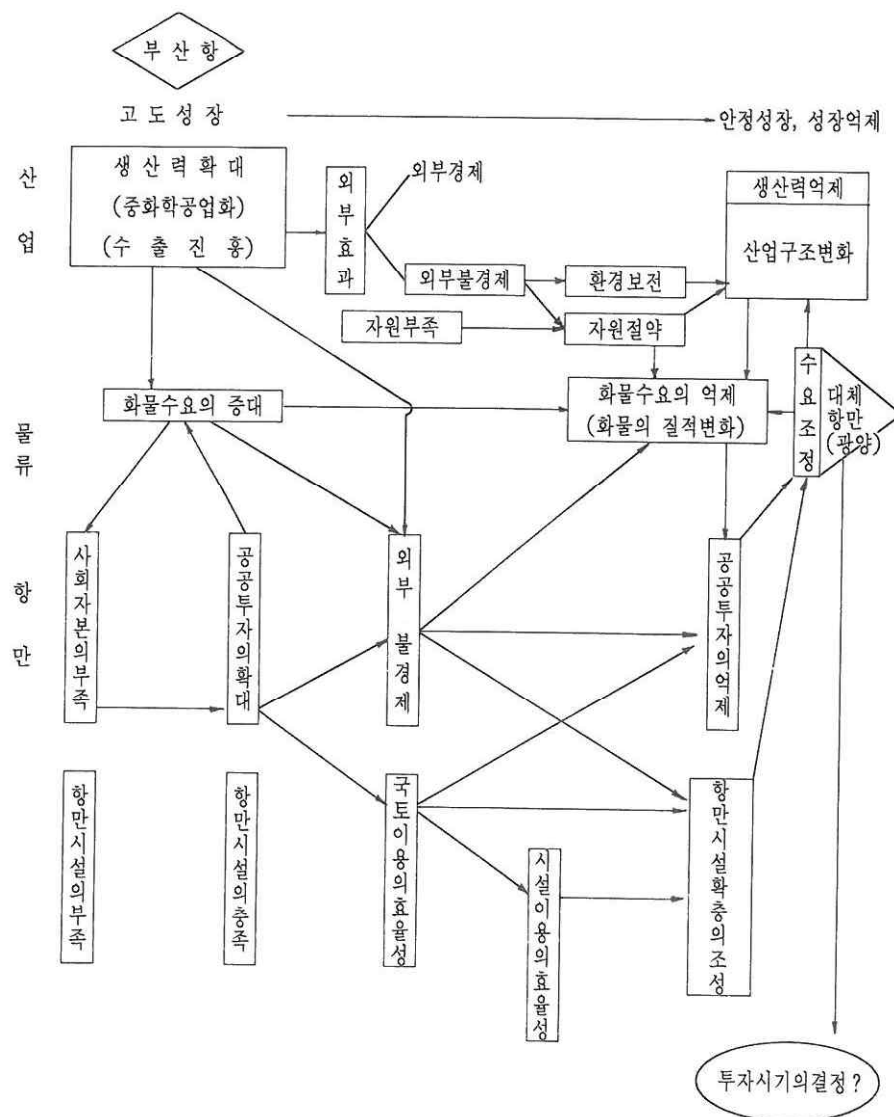 부 산 항
고 도 성 장
안정성장, 성장억제
산
업
생 산 력 확 대
(중화학공업화)
(수 출 진 흥)
외부효과
외부경제
외부불경제
환경보전
자원부족
자원절약
생산력억제
산업구조변화
물
류
화물수요의 증대
화물수요의 억제
(화물의 질적변화)
수요조정
대체
항만
(광양)
항
만
사회자본의부족
공공투자의확대
외부 불경제
공공투자의억제
항만시설의부족
항만시설의충족
국토이용의효율성
시설이용의효율성
항만시설확충의조성
투자시기의결정?